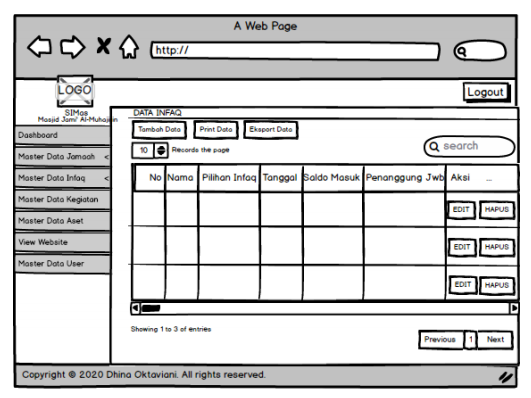 A Web Page
http://
LOGO
Logout
SIMas
Masjid Jami' Al-Muhajirin
Dashboard
Master Data Jamaah <
Master Data Infaq <
Master Data Kegiatan
Master Data Aset
View Website
Master Data User
DATA INFAQ
Tambah Data Print Data Eksport Data
10 Records the page
search
No Nama Pilihan Infaq Tanggal Saldo Masuk Penanggung Jwb Aksi ...
EDIT HAPUS
EDIT HAPUS
EDIT HAPUS
Showing 1 to 3 of entries
Previous 1 Next
Copyright © 2020 Dhina Oktaviani. All rights reserved.